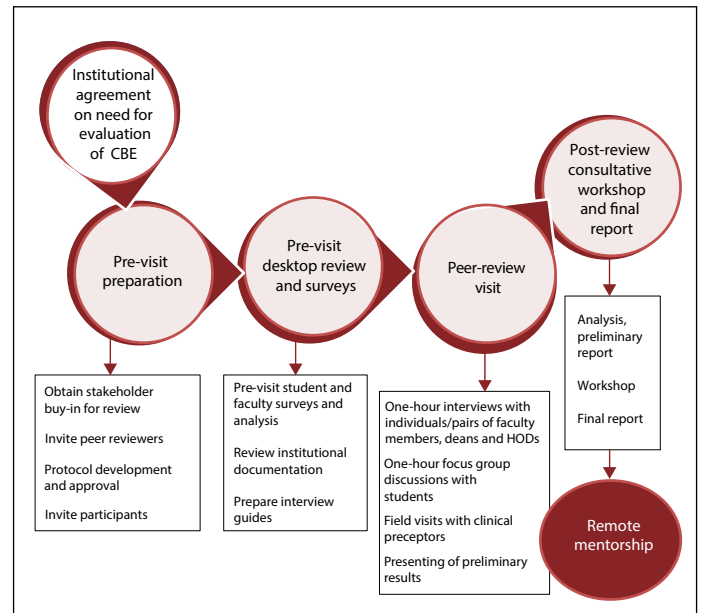 Institutional
agreement
on need for
evaluation
of CBE
Pre-visit
preparation
Obtain stakeholder
buy-in for review
Invite peer reviewers
Protocol development
and approval
Invite participants
Pre-visit
desktop review
and surveys
Pre-visit student and
faculty surveys and
analysis
Review institutional
documentation
Prepare interview
guides
Peer-review
visit
One-hour interviews with
individuals/pairs of faculty
members, deans and HODs
One-hour focus group
discussions with
students
Field visits with clinical
preceptors
Presenting of preliminary
results
Post-review
consultative
workshop
and final
report
Analysis,
preliminary
report
Workshop
Final report
Remote
mentorship